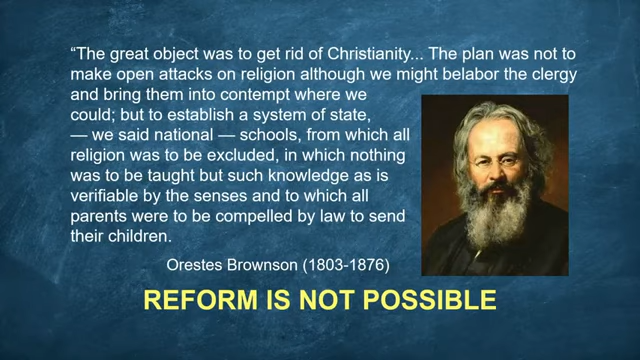 “The great object was to get rid of Christianity... The plan was not to
make open attacks on religion although we might belabor the clergy
and bring them into contempt where we
could; but to establish a system of state,
— we said national — schools, from which all
religion was to be excluded, in which nothing
was to be taught but such knowledge as is
verifiable by the senses and to which all
parents were to be compelled by law to send
their children.
Orestes Brownson (1803-1876)
REFORM IS NOT POSSIBLE